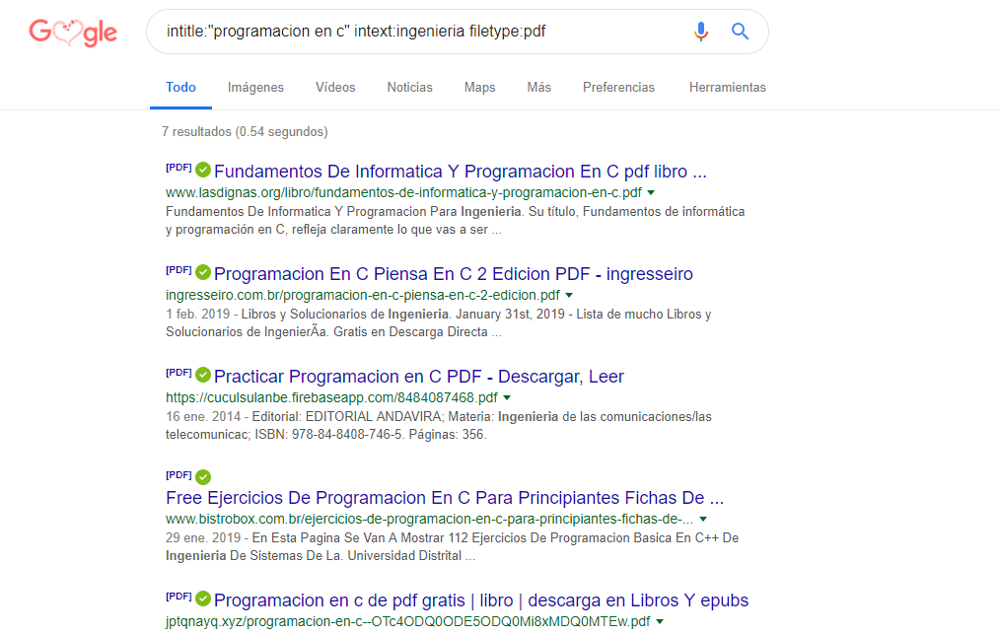 Google
intitle:"programacion en c" intext:ingenieria filetype:pdf
Todo Imágenes Vídeos Noticias Maps Más Preferencias Herramientas
7 resultados (0.54 segundos)
[PDF] Fundamentos De Informatica Y Programacion En C pdf libro ...
www.lasdignas.org/libro/fundamentos-de-informatica-y-programacion-en-c.pdf
Fundamentos De Informatica Y Programacion Para Ingenieria. Su título, Fundamentos de informática
y programación en C, refleja claramente lo que vas a ser ...
[PDF] Programacion En C Piensa En C 2 Edicion PDF - ingresseiro
ingresseiro.com.br/programacion-en-c-piensa-en-c-2-edicion.pdf
1 feb. 2019 - Libros y Solucionarios de Ingenieria. January 31st, 2019 - Lista de mucho Libros y
Solucionarios de IngenierÃa. Gratis en Descarga Directa ...
[PDF] Practicar Programacion en C PDF - Descargar, Leer
https://cuculsulanbe.firebaseapp.com/8484087468.pdf
16 ene. 2014 - Editorial: EDITORIAL ANDAVIRA; Materia: Ingenieria de las comunicaciones/las
telecomunicac; ISBN: 978-84-8408-746-5. Páginas: 356.
[PDF]
Free Ejercicios De Programacion En C Para Principiantes Fichas De ...
www.bistrobox.com.br/ejercicios-de-programacion-en-c-para-principiantes-fichas-de-...
29 ene. 2019 - En Esta Pagina Se Van A Mostrar 112 Ejercicios De Programacion Basica En C++ De
Ingenieria De Sistemas De La. Universidad Distrital ...
[PDF] Programacion en c de pdf gratis | libro | descarga en Libros Y epubs
jptqnayq.xyz/programacion-en-c--OTc4ODQ0ODE5ODQ0Mi8xMDQ0MTEw.pdf